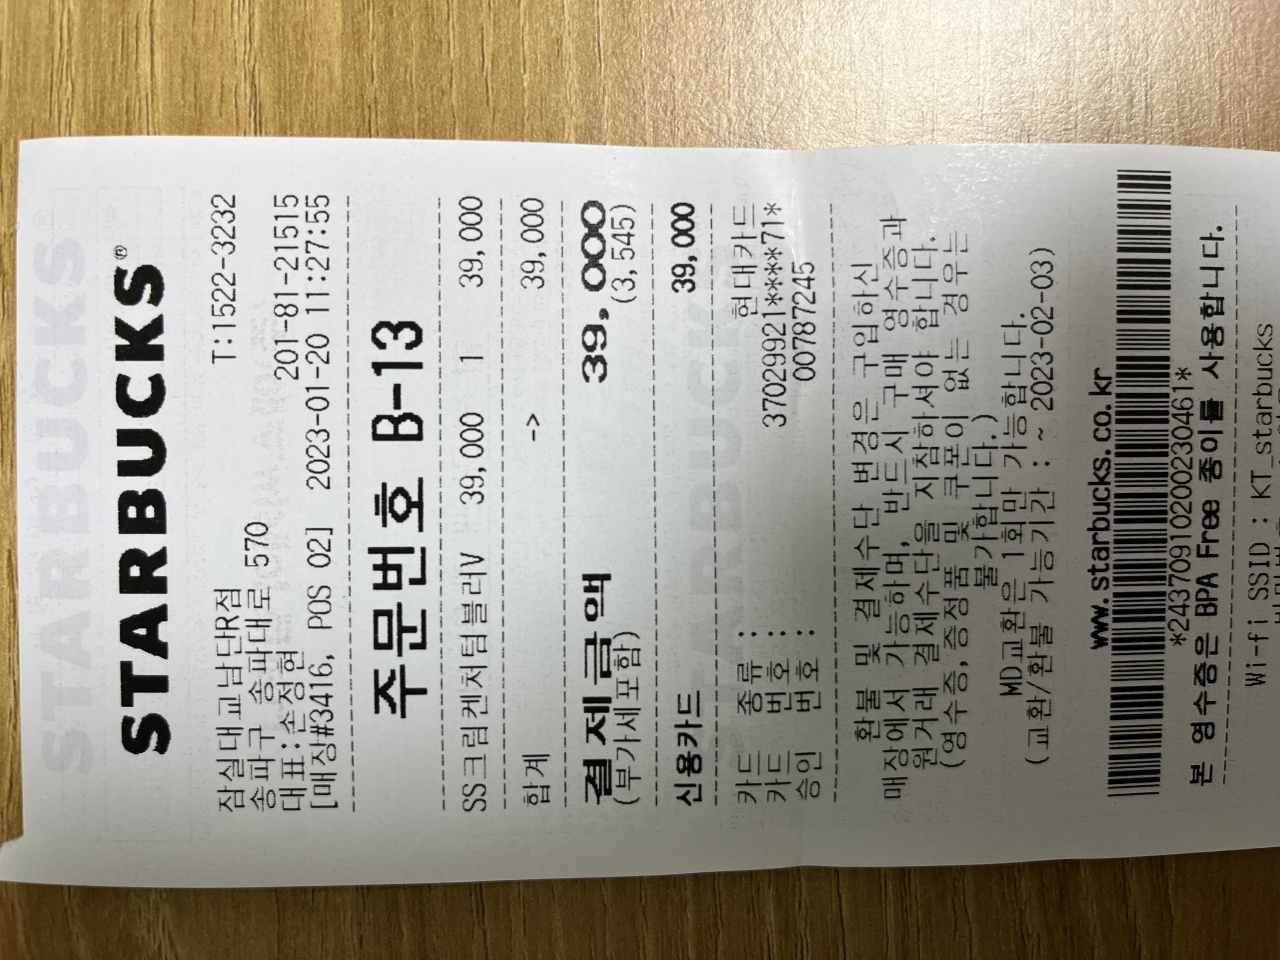 STARBUCKS®
잠실대교남단R점 T:1522-3232
송파구 송파대로 570
대표:손정현 201-81-21515
[매장#3416, POS 02] 2023-01-20 11:27:55
주문번호 B-13
SS크림켄처텀블러V 39,000 1 39,000
합계 -> 39,000
결제금액 39,000
(부가세포함) (3,545)
신용카드 39,000
카드 종류 : 현대카드
카드 번호 : 37029921****71*
승인 번호 : 00787245
환불 및 결제수단 변경은 구입하신
매장에서 가능하며, 반드시 구매 영수증과
원거래 결제수단을 지참하셔야 합니다.
(영수증,증정품 및 쿠폰이 없는 경우는
불가합니다.)
MD교환은 1회만 가능합니다.
(교환/환불 가능기간 : ~ 2023-02-03)
www.starbucks.co.kr
*2437091020023​0461*
본 영수증은 BPA Free 종이를 사용합니다.
Wi-fi SSID : KT_starbucks